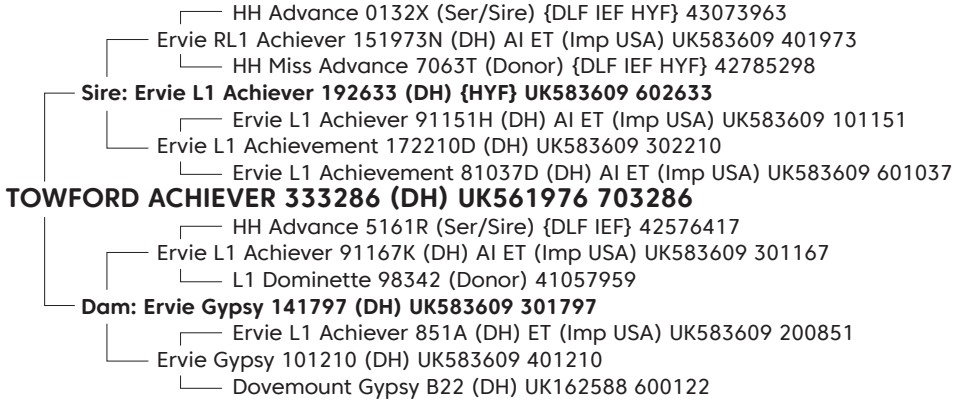 HH Advance 0132X (Ser/Sire) {DLF IEF HYF} 43073963
Ervie RL1 Achiever 151973N (DH) AI ET (Imp USA) UK583609 401973
HH Miss Advance 7063T (Donor) {DLF IEF HYF} 42785298
Sire: Ervie L1 Achiever 192633 (DH) {HYF} UK583609 602633
Ervie L1 Achiever 91151H (DH) AI ET (Imp USA) UK583609 101151
Ervie L1 Achievement 172210D (DH) UK583609 302210
Ervie L1 Achievement 81037D (DH) AI ET (Imp USA) UK583609 601037
TOWFORD ACHIEVER 333286 (DH) UK561976 703286
HH Advance 5161R (Ser/Sire) {DLF IEF} 42576417
Ervie L1 Achiever 91167K (DH) AI ET (Imp USA) UK583609 301167
L1 Dominette 98342 (Donor) 41057959
Dam: Ervie Gypsy 141797 (DH) UK583609 301797
Ervie L1 Achiever 851A (DH) ET (Imp USA) UK583609 200851
Ervie Gypsy 101210 (DH) UK583609 401210
Dovemount Gypsy B22 (DH) UK162588 600122